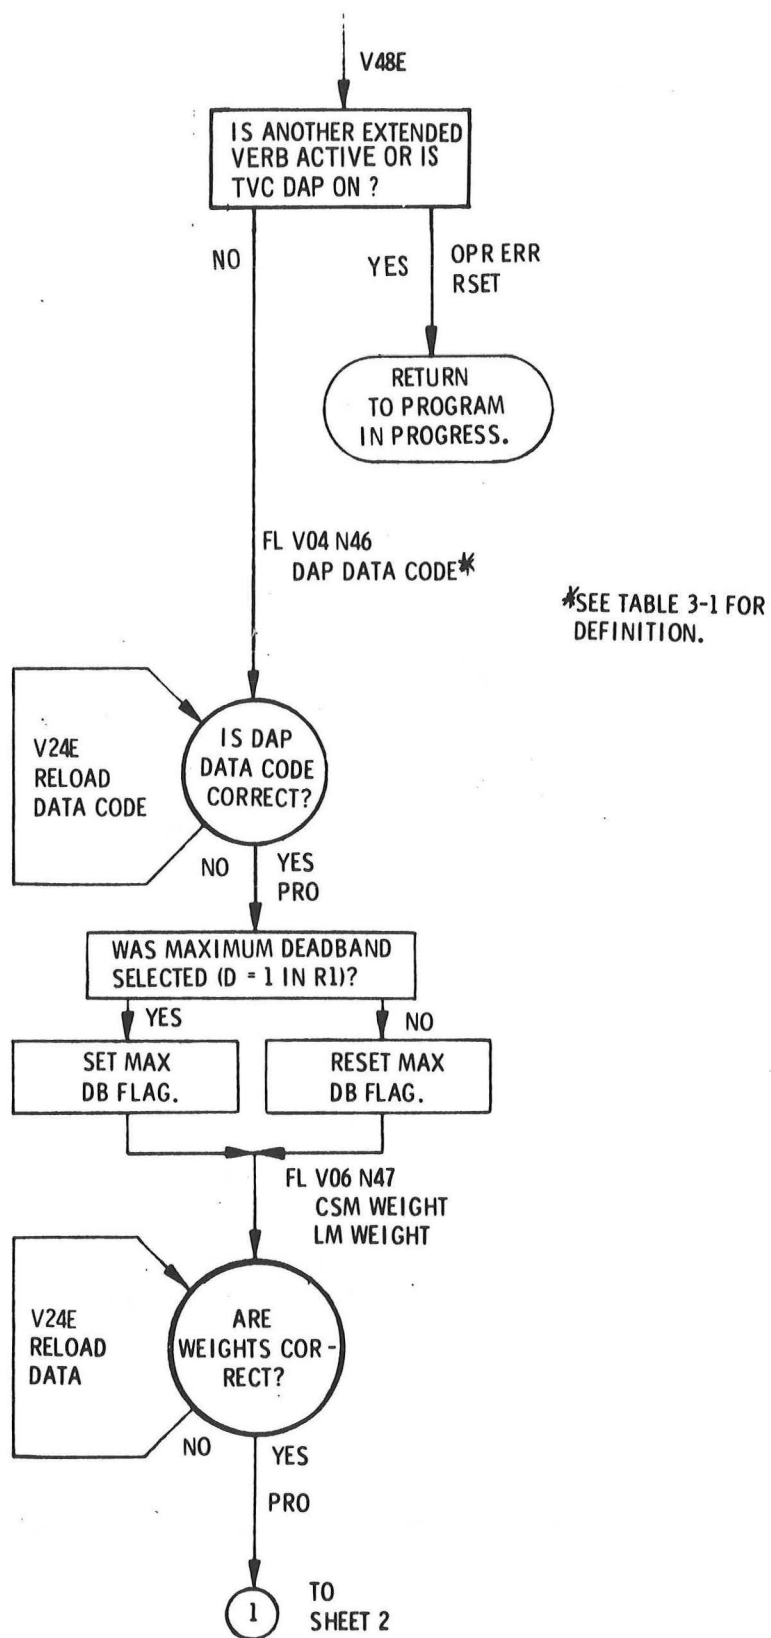 V48E
IS ANOTHER EXTENDED
VERB ACTIVE OR IS
TVC DAP ON ?
NO
YES
OPR ERR
RSET
RETURN
TO PROGRAM
IN PROGRESS.
FL V04 N46
DAP DATA CODE*
*SEE TABLE 3-1 FOR
DEFINITION.
V24E
RELOAD
DATA CODE
IS DAP
DATA CODE
CORRECT?
NO
YES
PRO
WAS MAXIMUM DEADBAND
SELECTED (D = 1 IN R1)?
YES
NO
SET MAX
DB FLAG.
RESET MAX
DB FLAG.
FL V06 N47
CSM WEIGHT
LM WEIGHT
V24E
RELOAD
DATA
ARE
WEIGHTS COR-
RECT?
NO
YES
PRO
1
TO
SHEET 2